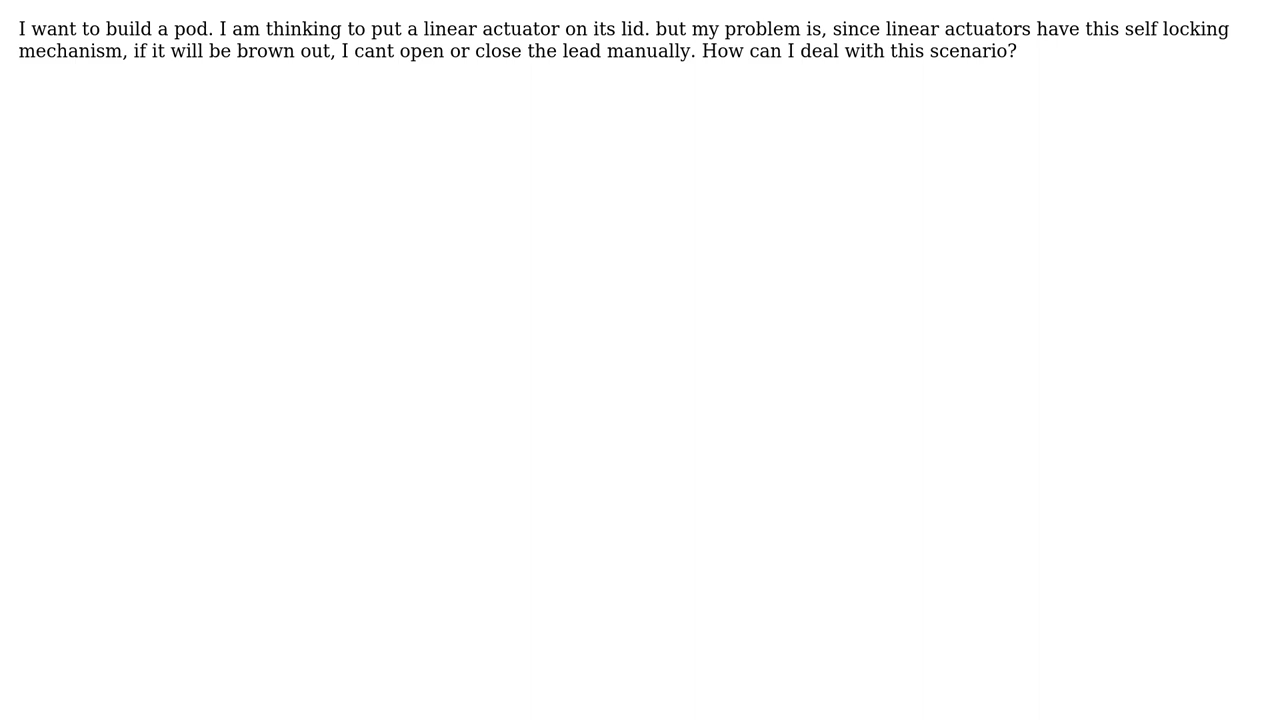 I want to build a pod. I am thinking to put a linear actuator on its lid. but my problem is, since linear actuators have this self locking
mechanism, if it will be brown out, I cant open or close the lead manually. How can I deal with this scenario?